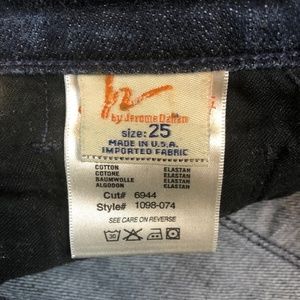 by Jerome Dahan
size: 25
MADE IN U.S.A.
IMPORTED FABRIC
COTTON ELASTAN
COTONE ELASTAN
BAUMWOLLE ELASTAN
ALGODON ELASTAN
Cut# 6944
Style# 1098-074
SEE CARE ON REVERSE
30